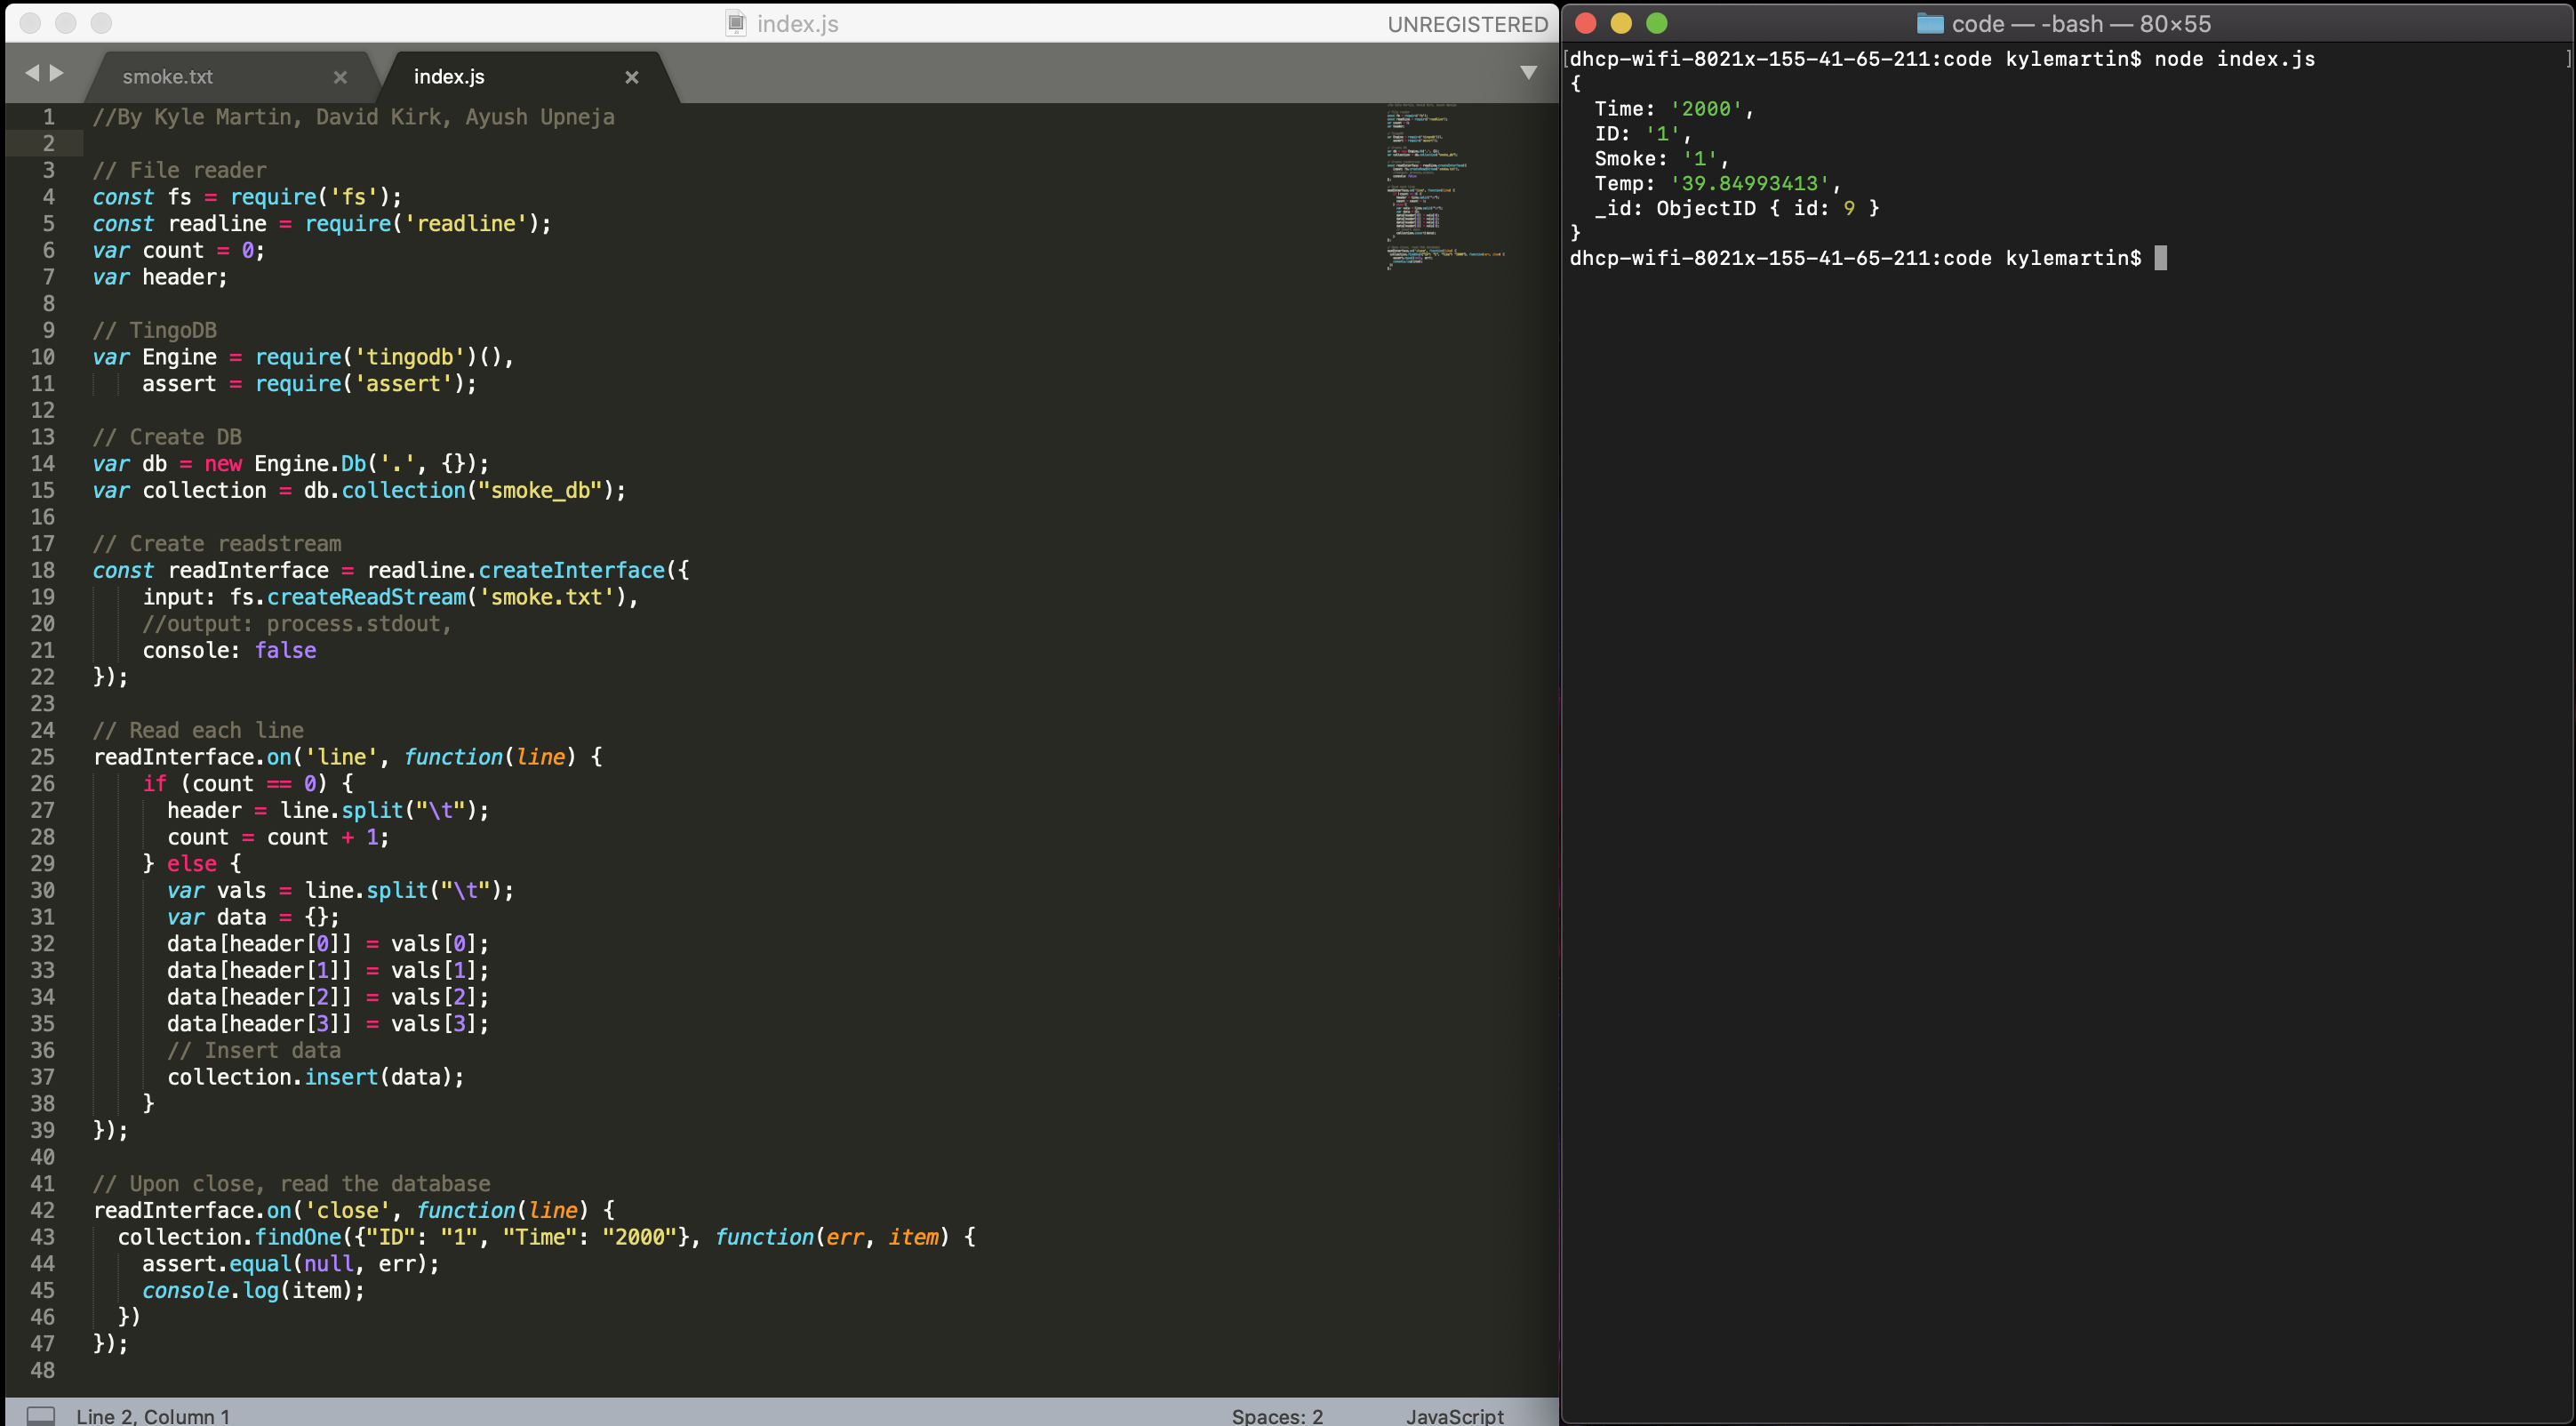 index.js
UNREGISTERED
smoke.txt
index.js
1 //By Kyle Martin, David Kirk, Ayush Upneja
2
3 // File reader
4 const fs = require('fs');
5 const readline = require('readline');
6 var count = 0;
7 var header;
8
9 // TingoDB
10 var Engine = require('tingodb')(),
11     assert = require('assert');
12
13 // Create DB
14 var db = new Engine.Db('.', {});
15 var collection = db.collection("smoke_db");
16
17 // Create readstream
18 const readInterface = readline.createInterface({
19     input: fs.createReadStream('smoke.txt'),
20     //output: process.stdout,
21     console: false
22 });
23
24 // Read each line
25 readInterface.on('line', function(line) {
26     if (count == 0) {
27       header = line.split("\t");
28       count = count + 1;
29     } else {
30       var vals = line.split("\t");
31       var data = {};
32       data[header[0]] = vals[0];
33       data[header[1]] = vals[1];
34       data[header[2]] = vals[2];
35       data[header[3]] = vals[3];
36       // Insert data
37       collection.insert(data);
38     }
39 });
40
41 // Upon close, read the database
42 readInterface.on('close', function(line) {
43   collection.findOne({"ID": "1", "Time": "2000"}, function(err, item) {
44     assert.equal(null, err);
45     console.log(item);
46   })
47 });
48
Line 2, Column 1
Spaces: 2
JavaScript
code — -bash — 80×55
[dhcp-wifi-8021x-155-41-65-211:code kylemartin$ node index.js ]
{
  Time: '2000',
  ID: '1',
  Smoke: '1',
  Temp: '39.84993413',
  _id: ObjectID { id: 9 }
}
dhcp-wifi-8021x-155-41-65-211:code kylemartin$